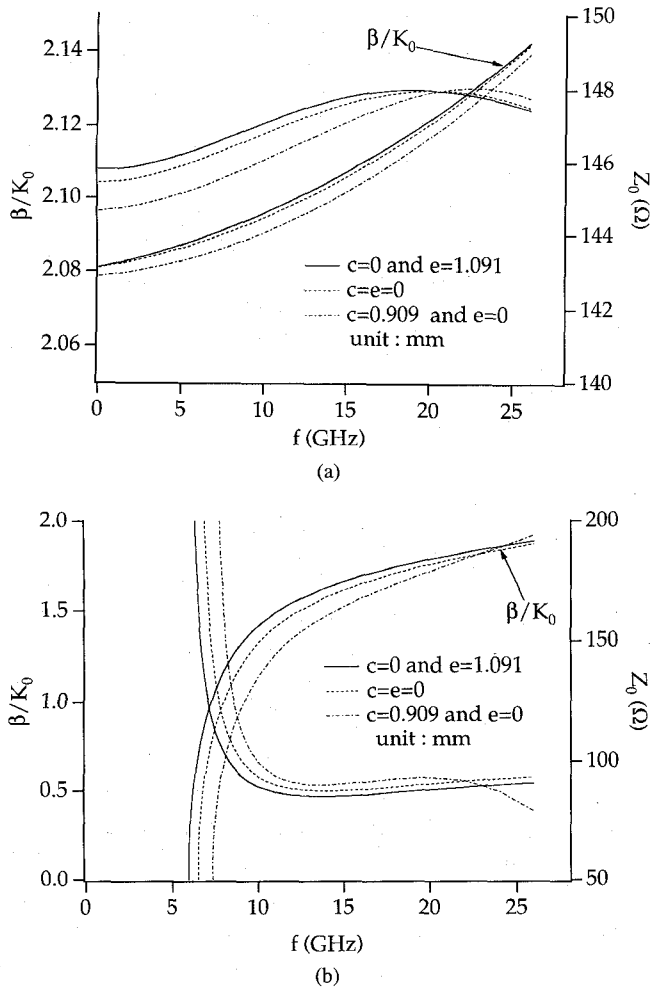 2.14
2.12
2.10
2.08
2.06
β/K₀
150
148
146
144
143
140
Z₀ (Ω)
β/K₀
c=0 and e=1.091
c=e=0
c=0.909 and e=0
unit : mm
0 5 10 15 20 25
f (GHz)
(a)
2.0
1.5
1.0
0.5
0.0
β/K₀
200
150
100
50
Z₀ (Ω)
β/K₀
c=0 and e=1.091
c=e=0
c=0.909 and e=0
unit : mm
0 5 10 15 20 25
f (GHz)
(b)